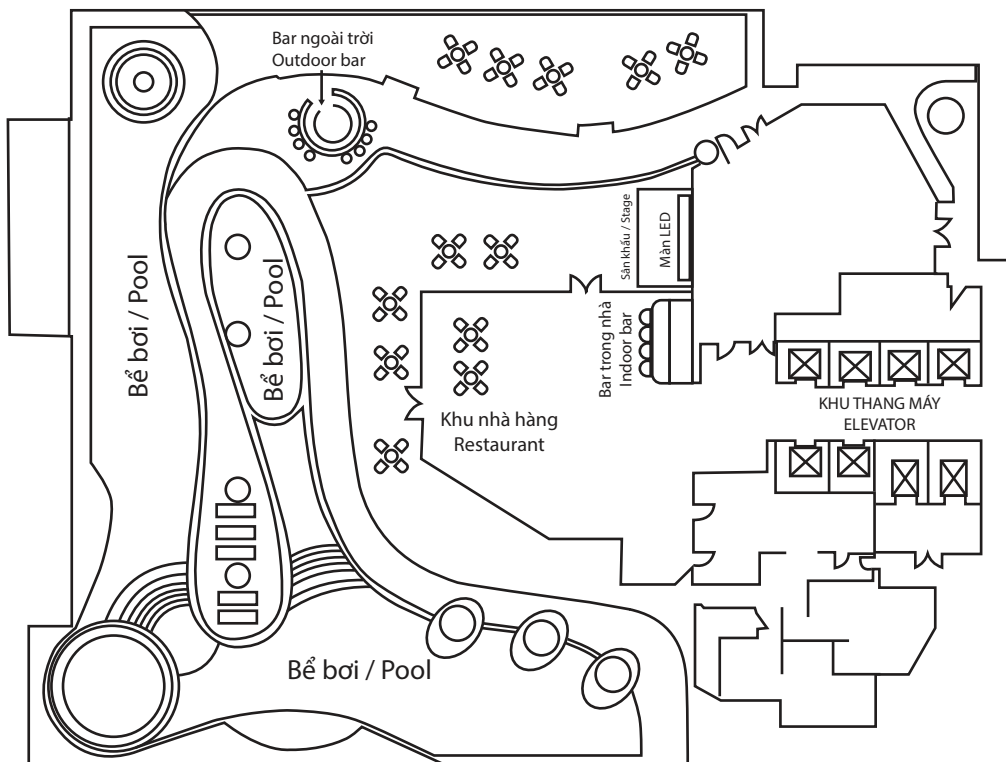 Bar ngoài trời
Outdoor bar
Bể bơi / Pool
Bể bơi / Pool
Sân khấu / Stage
Màn LED
Bar trong nhà
Indoor bar
Khu nhà hàng
Restaurant
KHU THANG MÁY
ELEVATOR
Bể bơi / Pool